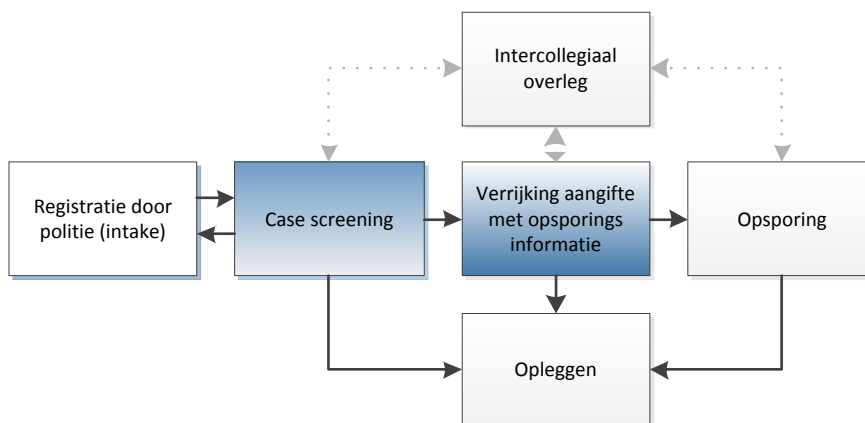 Intercollegiaal
overleg
Registratie door
politie (intake)
Case screening
Verrijking aangifte
met opsporings
informatie
Opsporing
Opleggen